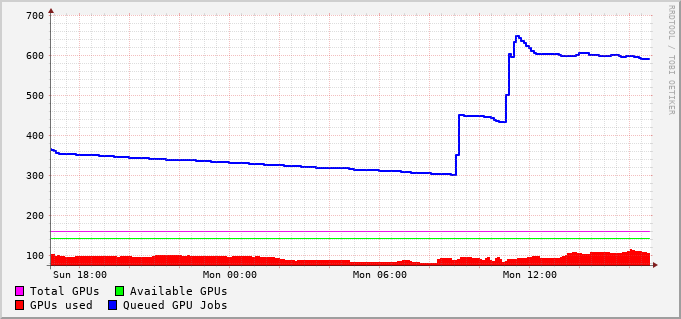 700
600
500
400
300
200
100
Sun 18:00 Mon 00:00 Mon 06:00 Mon 12:00
Total GPUs Available GPUs
GPUs used Queued GPU Jobs
RRDTOOL / TOBI OETIKER